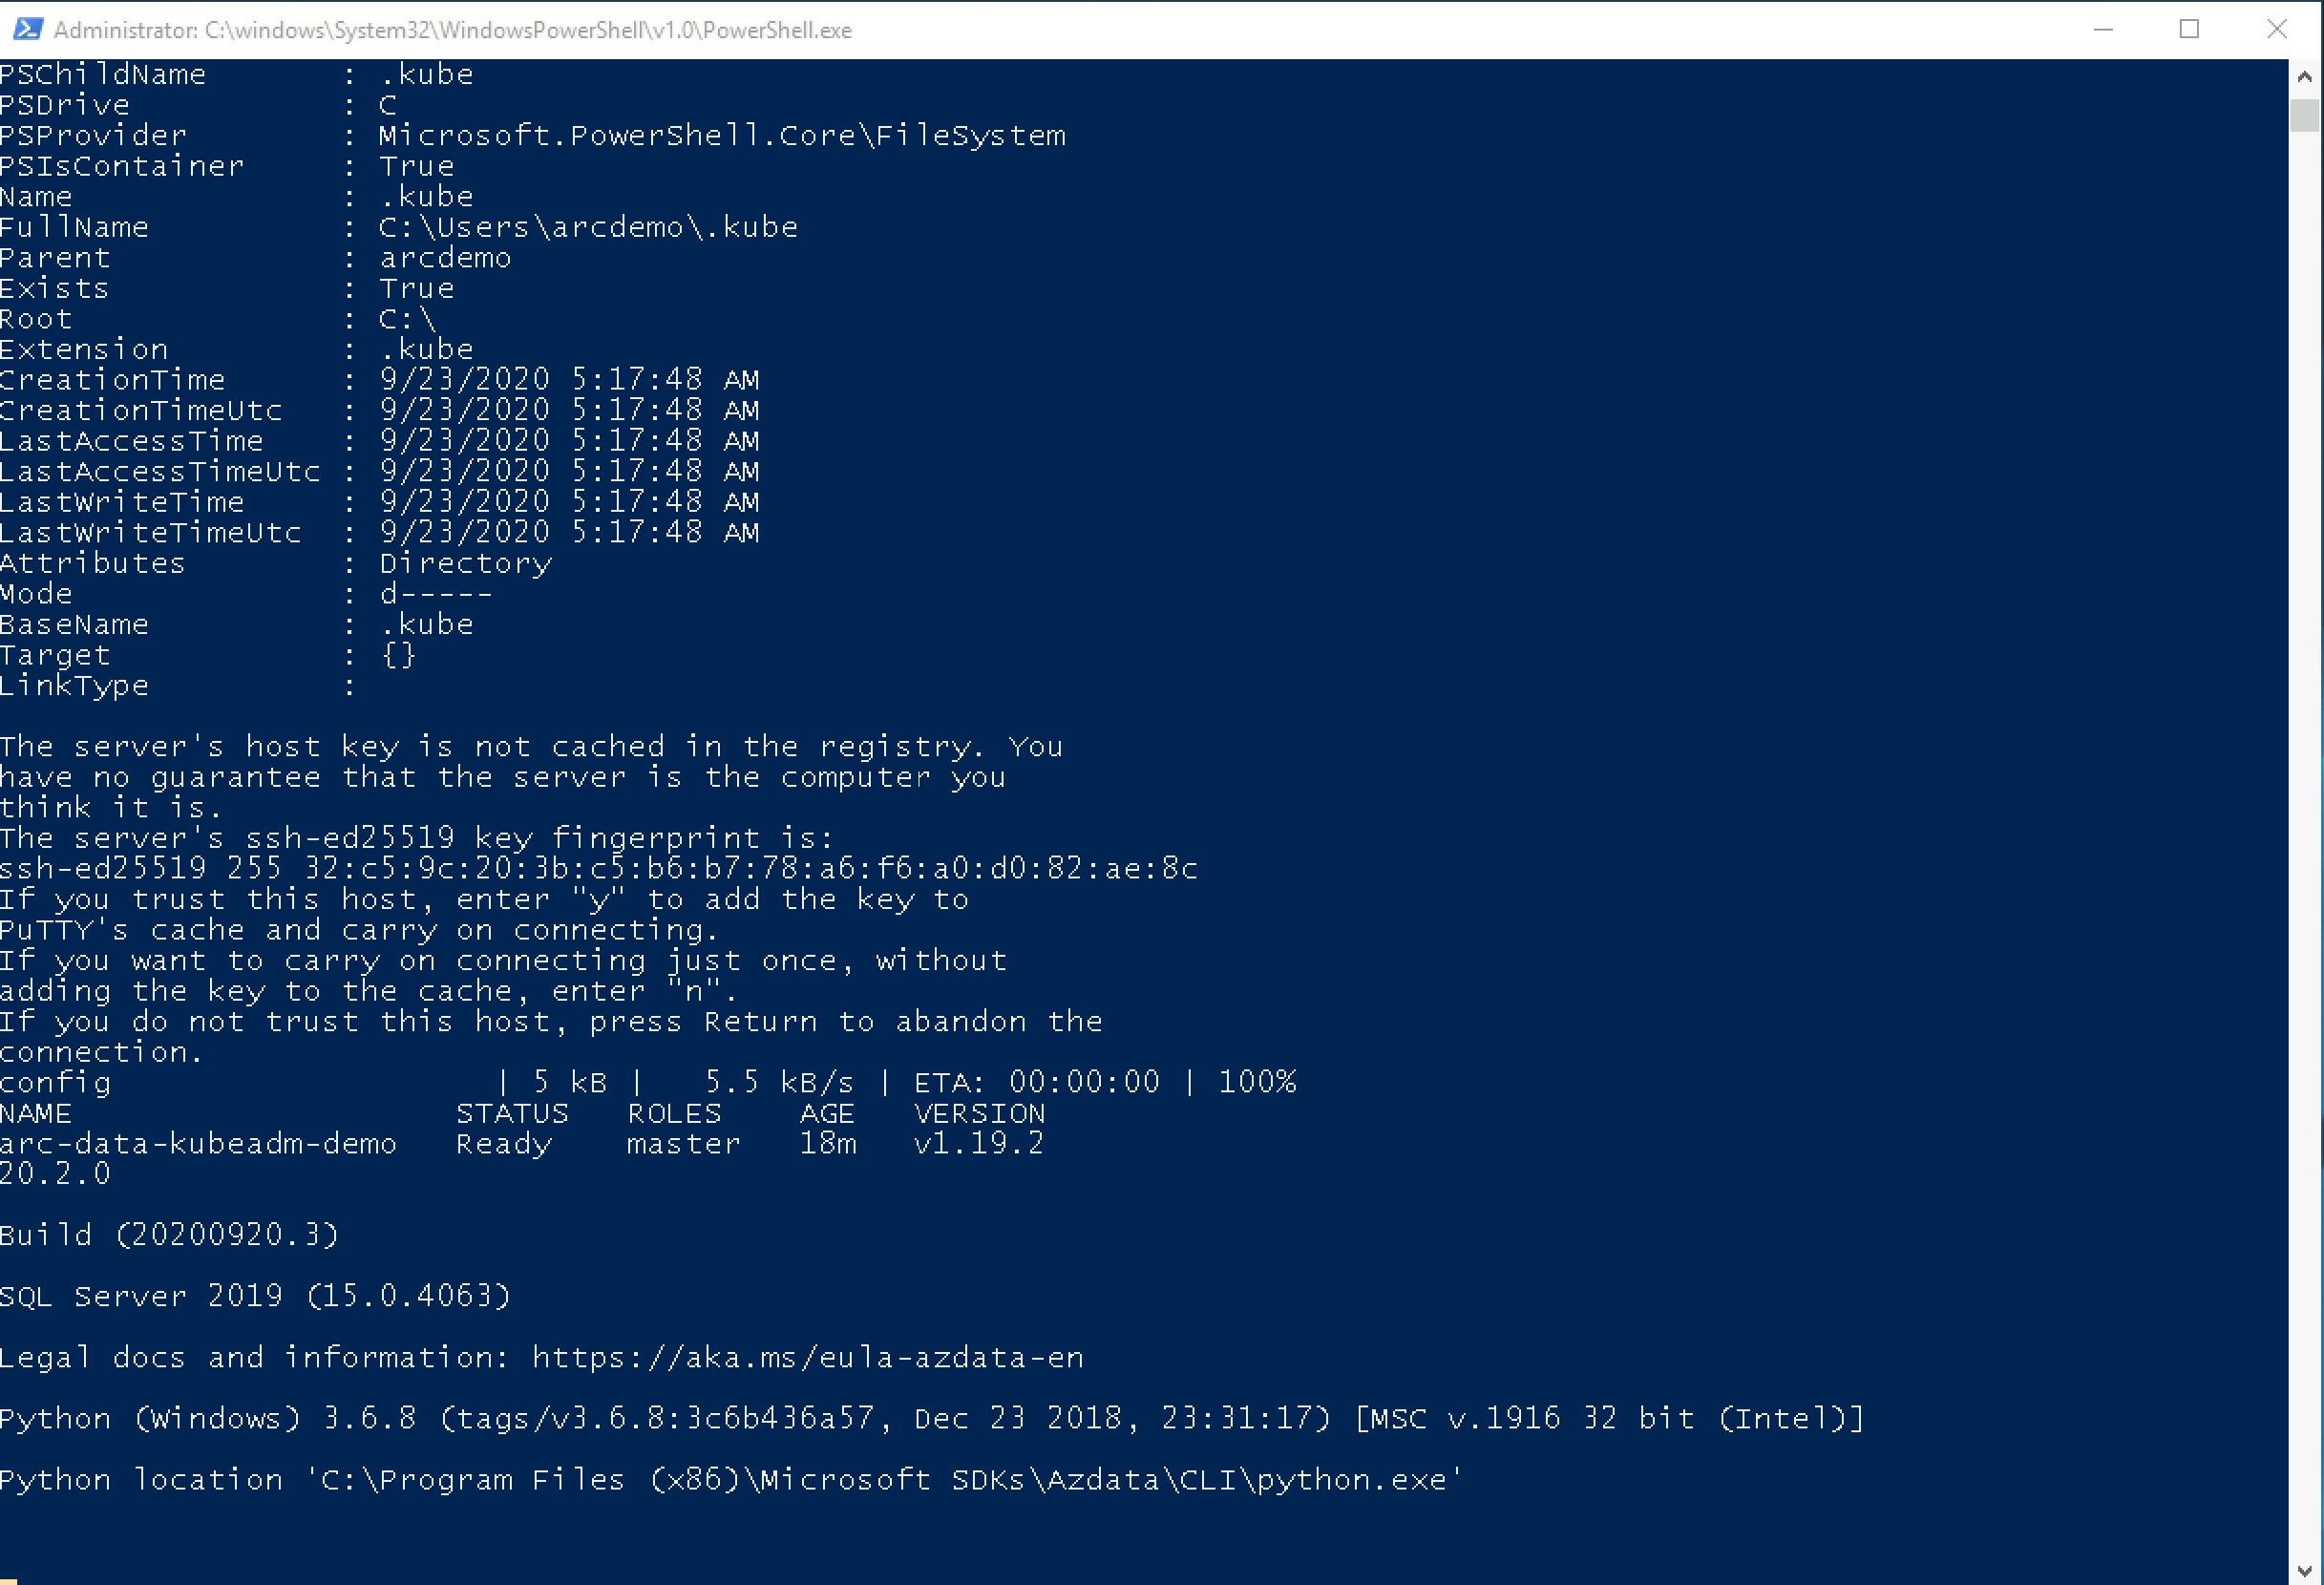 Administrator: C:\windows\System32\WindowsPowerShell\v1.0\PowerShell.exe
PSChildName : .kube
PSDrive : C
PSProvider : Microsoft.PowerShell.Core\FileSystem
PSIsContainer : True
Name : .kube
FullName : C:\Users\arcdemo\.kube
Parent : arcdemo
Exists : True
Root : C:\
Extension : .kube
CreationTime : 9/23/2020 5:17:48 AM
CreationTimeUtc : 9/23/2020 5:17:48 AM
LastAccessTime : 9/23/2020 5:17:48 AM
LastAccessTimeUtc : 9/23/2020 5:17:48 AM
LastWriteTime : 9/23/2020 5:17:48 AM
LastWriteTimeUtc : 9/23/2020 5:17:48 AM
Attributes : Directory
Mode : d-----
BaseName : .kube
Target : {}
LinkType :
The server's host key is not cached in the registry. You
have no guarantee that the server is the computer you
think it is.
The server's ssh-ed25519 key fingerprint is:
ssh-ed25519 255 32:c5:9c:20:3b:c5:b6:b7:78:a6:f6:a0:d0:82:ae:8c
If you trust this host, enter "y" to add the key to
PuTTY's cache and carry on connecting.
If you want to carry on connecting just once, without
adding the key to the cache, enter "n".
If you do not trust this host, press Return to abandon the
connection.
config | 5 kB | 5.5 kB/s | ETA: 00:00:00 | 100%
NAME STATUS ROLES AGE VERSION
arc-data-kubeadm-demo Ready master 18m v1.19.2
20.2.0
Build (20200920.3)
SQL Server 2019 (15.0.4063)
Legal docs and information: https://aka.ms/eula-azdata-en
Python (Windows) 3.6.8 (tags/v3.6.8:3c6b436a57, Dec 23 2018, 23:31:17) [MSC v.1916 32 bit (Intel)]
Python location 'C:\Program Files (x86)\Microsoft SDKs\Azdata\CLI\python.exe'